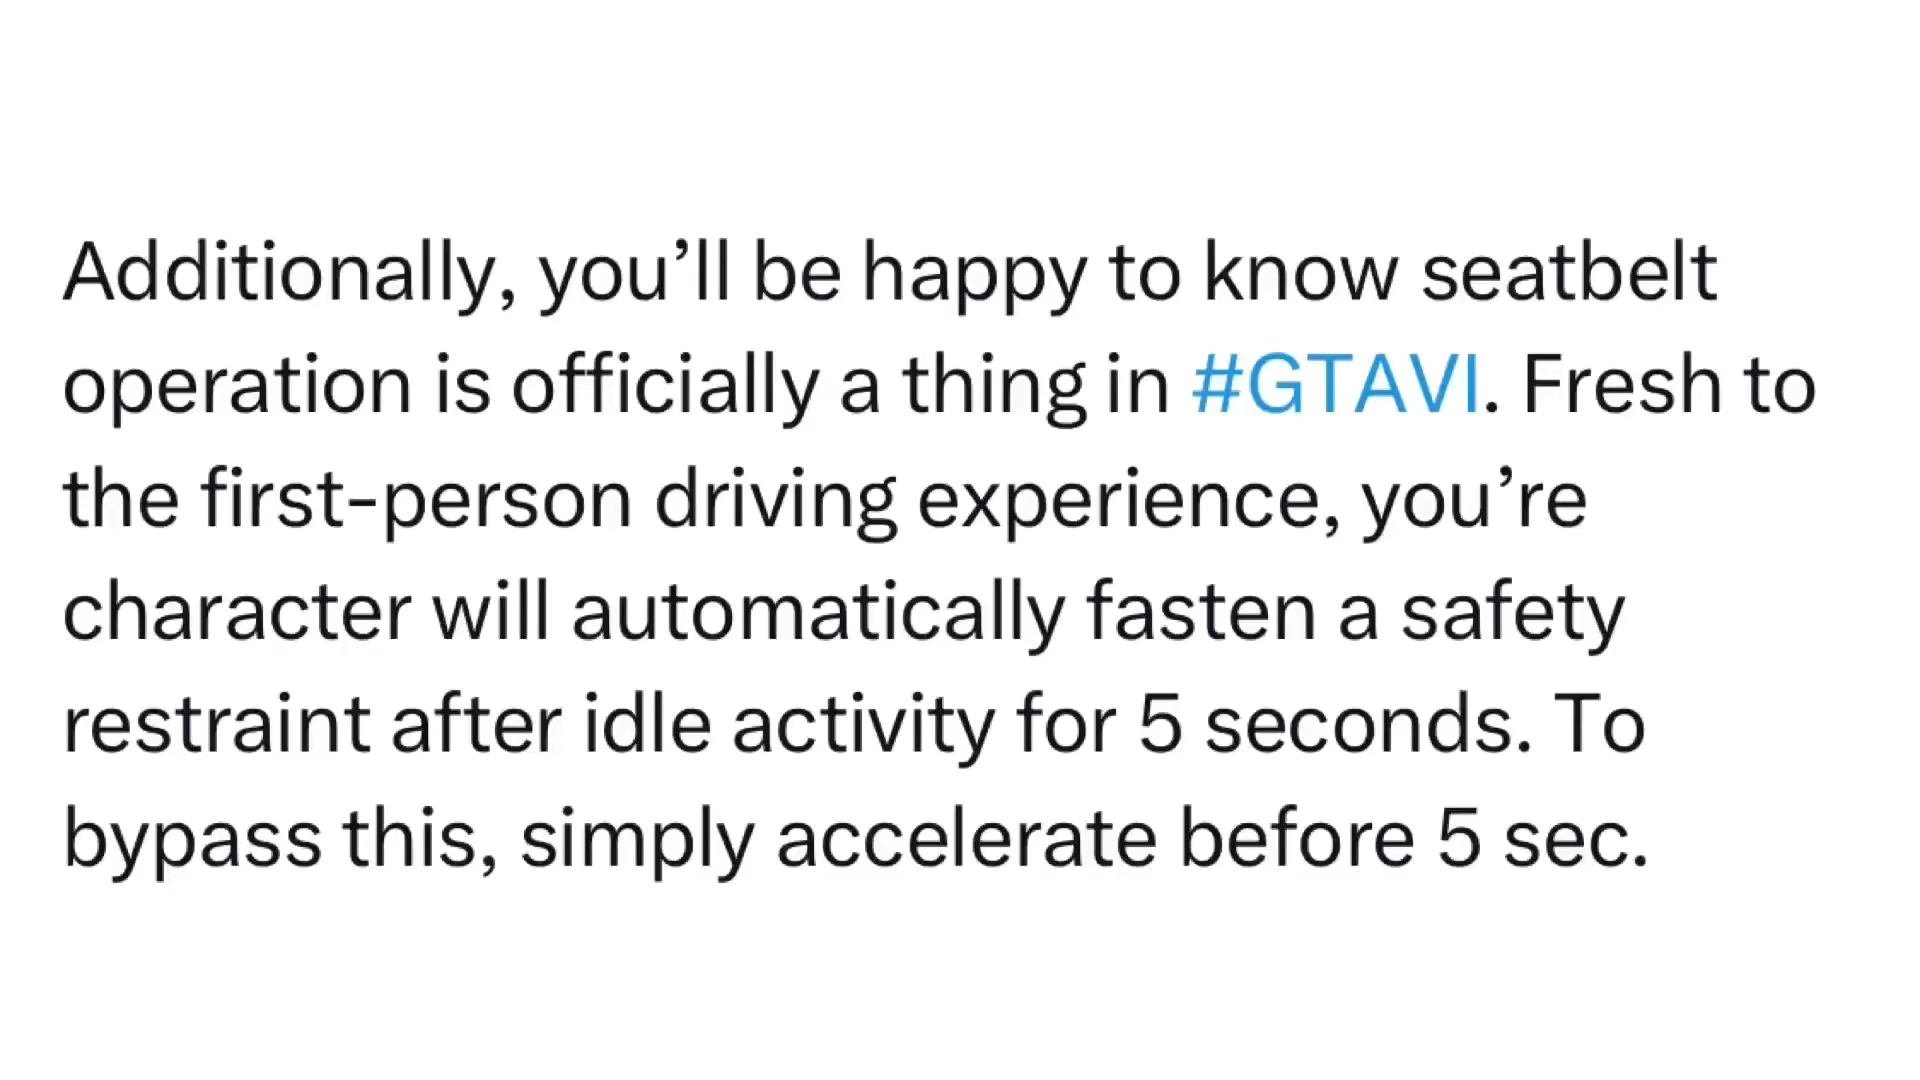 Additionally, you’ll be happy to know seatbelt
operation is officially a thing in #GTAVI. Fresh to
the first-person driving experience, you’re
character will automatically fasten a safety
restraint after idle activity for 5 seconds. To
bypass this, simply accelerate before 5 sec.